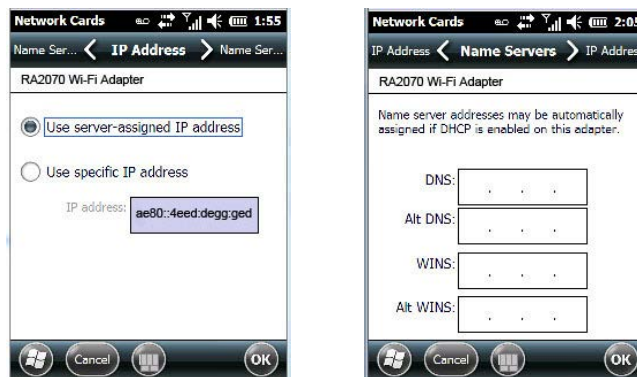 Network Cards 1:55
Name Ser... IP Address Name Ser...
RA2070 Wi-Fi Adapter
Use server-assigned IP address
Use specific IP address
IP address: ae80::4eed:degg:ged
Cancel OK
Network Cards 2:05
IP Address Name Servers IP Addres
RA2070 Wi-Fi Adapter
Name server addresses may be automatically
assigned if DHCP is enabled on this adapter.
DNS: . . .
Alt DNS: . . .
WINS: . . .
Alt WINS: . . .
Cancel OK